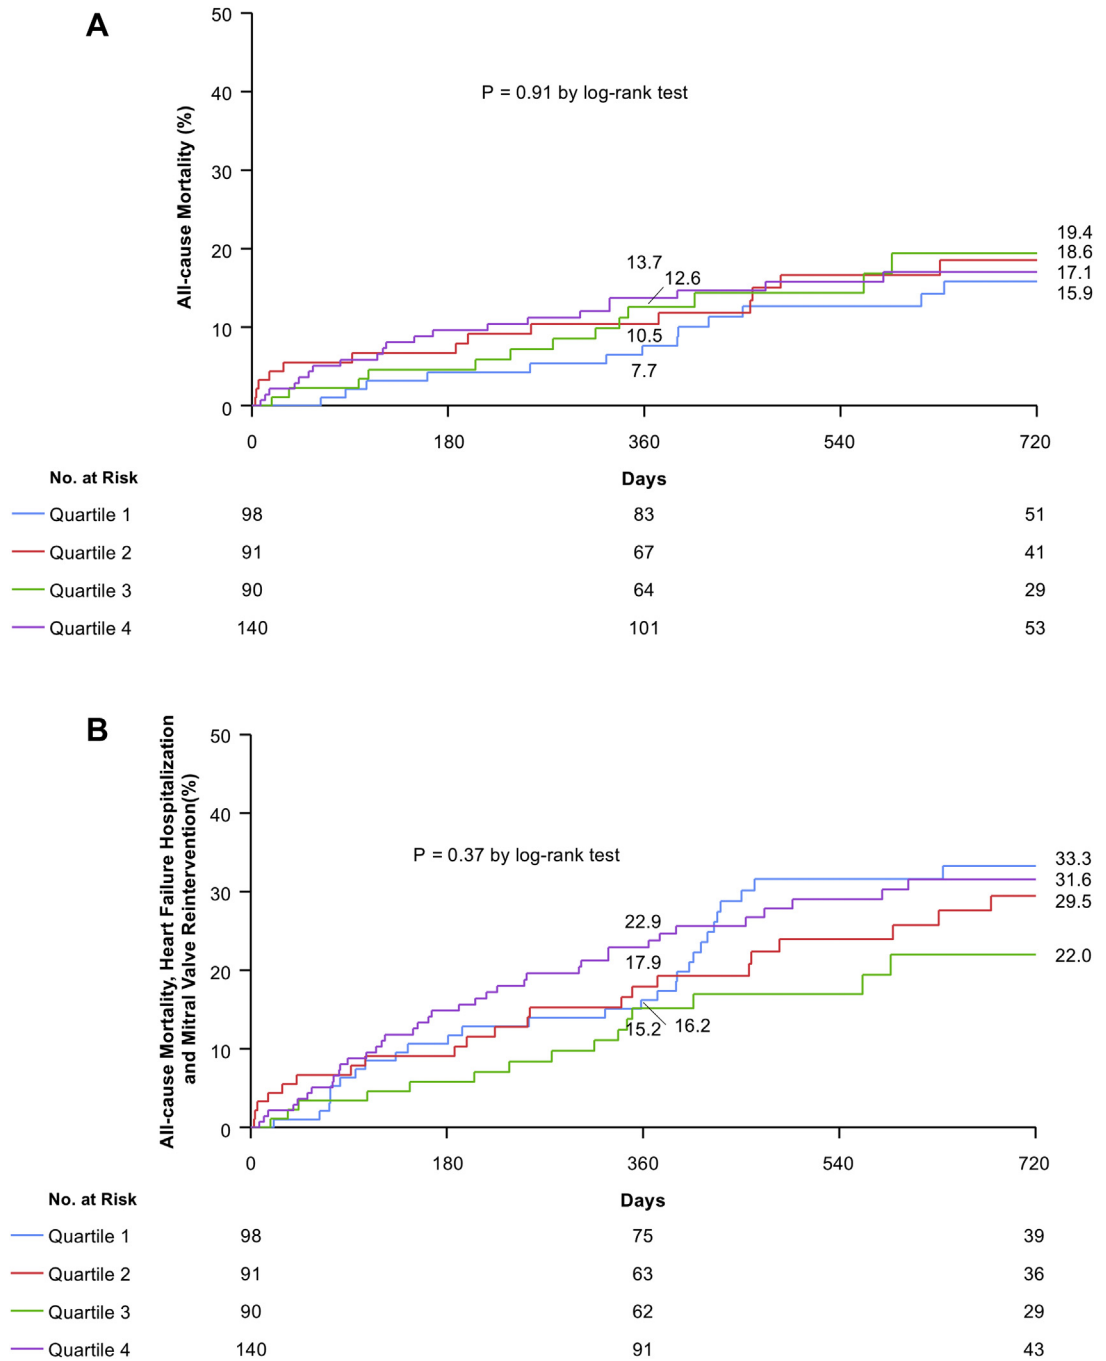 A
50
40
30
20
10
0
All-cause Mortality (%)
P = 0.91 by log-rank test
13.7
12.6
10.5
7.7
19.4
18.6
17.1
15.9
0 180 360 540 720
No. at Risk Days
Quartile 1 98 83 51
Quartile 2 91 67 41
Quartile 3 90 64 29
Quartile 4 140 101 53
B
50
40
30
20
10
0
All-cause Mortality, Heart Failure Hospitalization
and Mitral Valve Reintervention(%)
P = 0.37 by log-rank test
22.9
17.9
15.2 16.2
33.3
31.6
29.5
22.0
0 180 360 540 720
No. at Risk Days
Quartile 1 98 75 39
Quartile 2 91 63 36
Quartile 3 90 62 29
Quartile 4 140 91 43